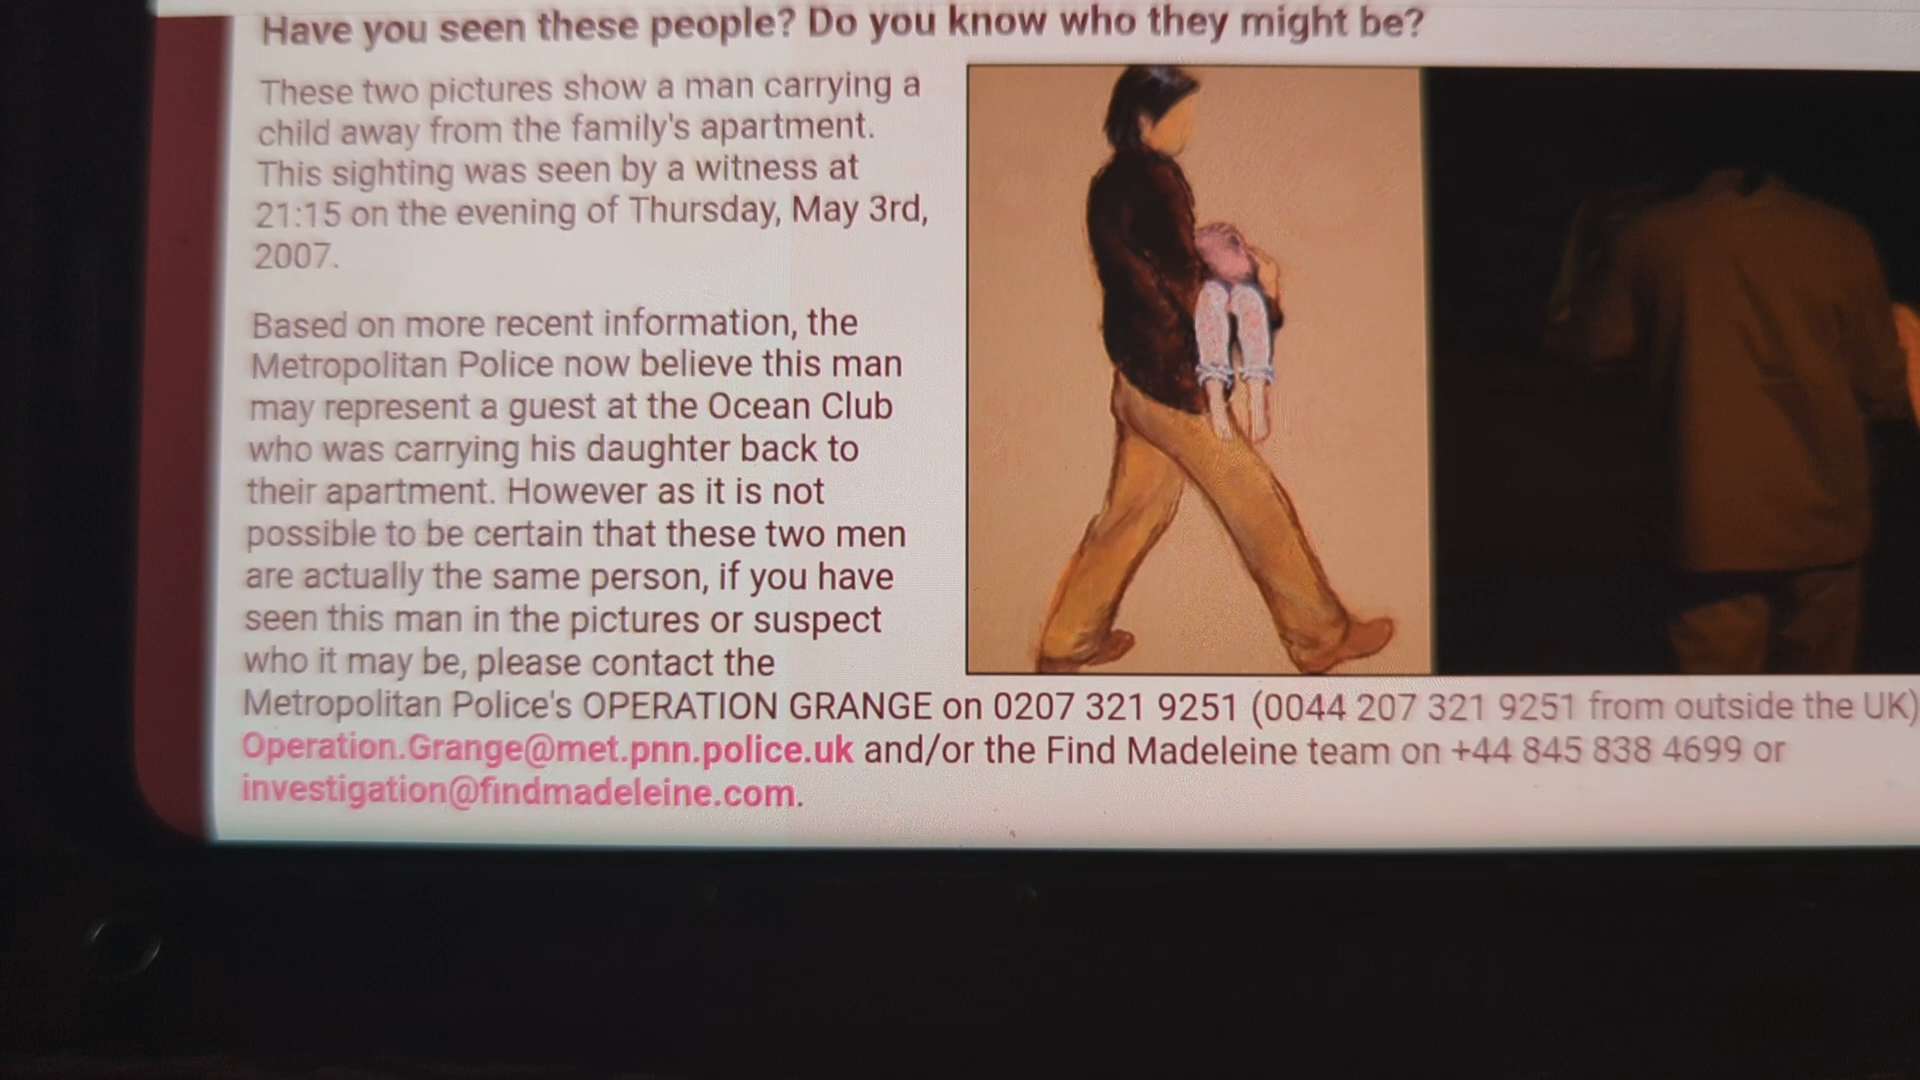 Have you seen these people? Do you know who they might be?
These two pictures show a man carrying a
child away from the family's apartment.
This sighting was seen by a witness at
21:15 on the evening of Thursday, May 3rd,
2007.
Based on more recent information, the
Metropolitan Police now believe this man
may represent a guest at the Ocean Club
who was carrying his daughter back to
their apartment. However as it is not
possible to be certain that these two men
are actually the same person, if you have
seen this man in the pictures or suspect
who it may be, please contact the
Metropolitan Police's OPERATION GRANGE on 0207 321 9251 (0044 207 321 9251 from outside the UK)
Operation.Grange@met.pnn.police.uk and/or the Find Madeleine team on +44 845 838 4699 or
investigation@findmadeleine.com.